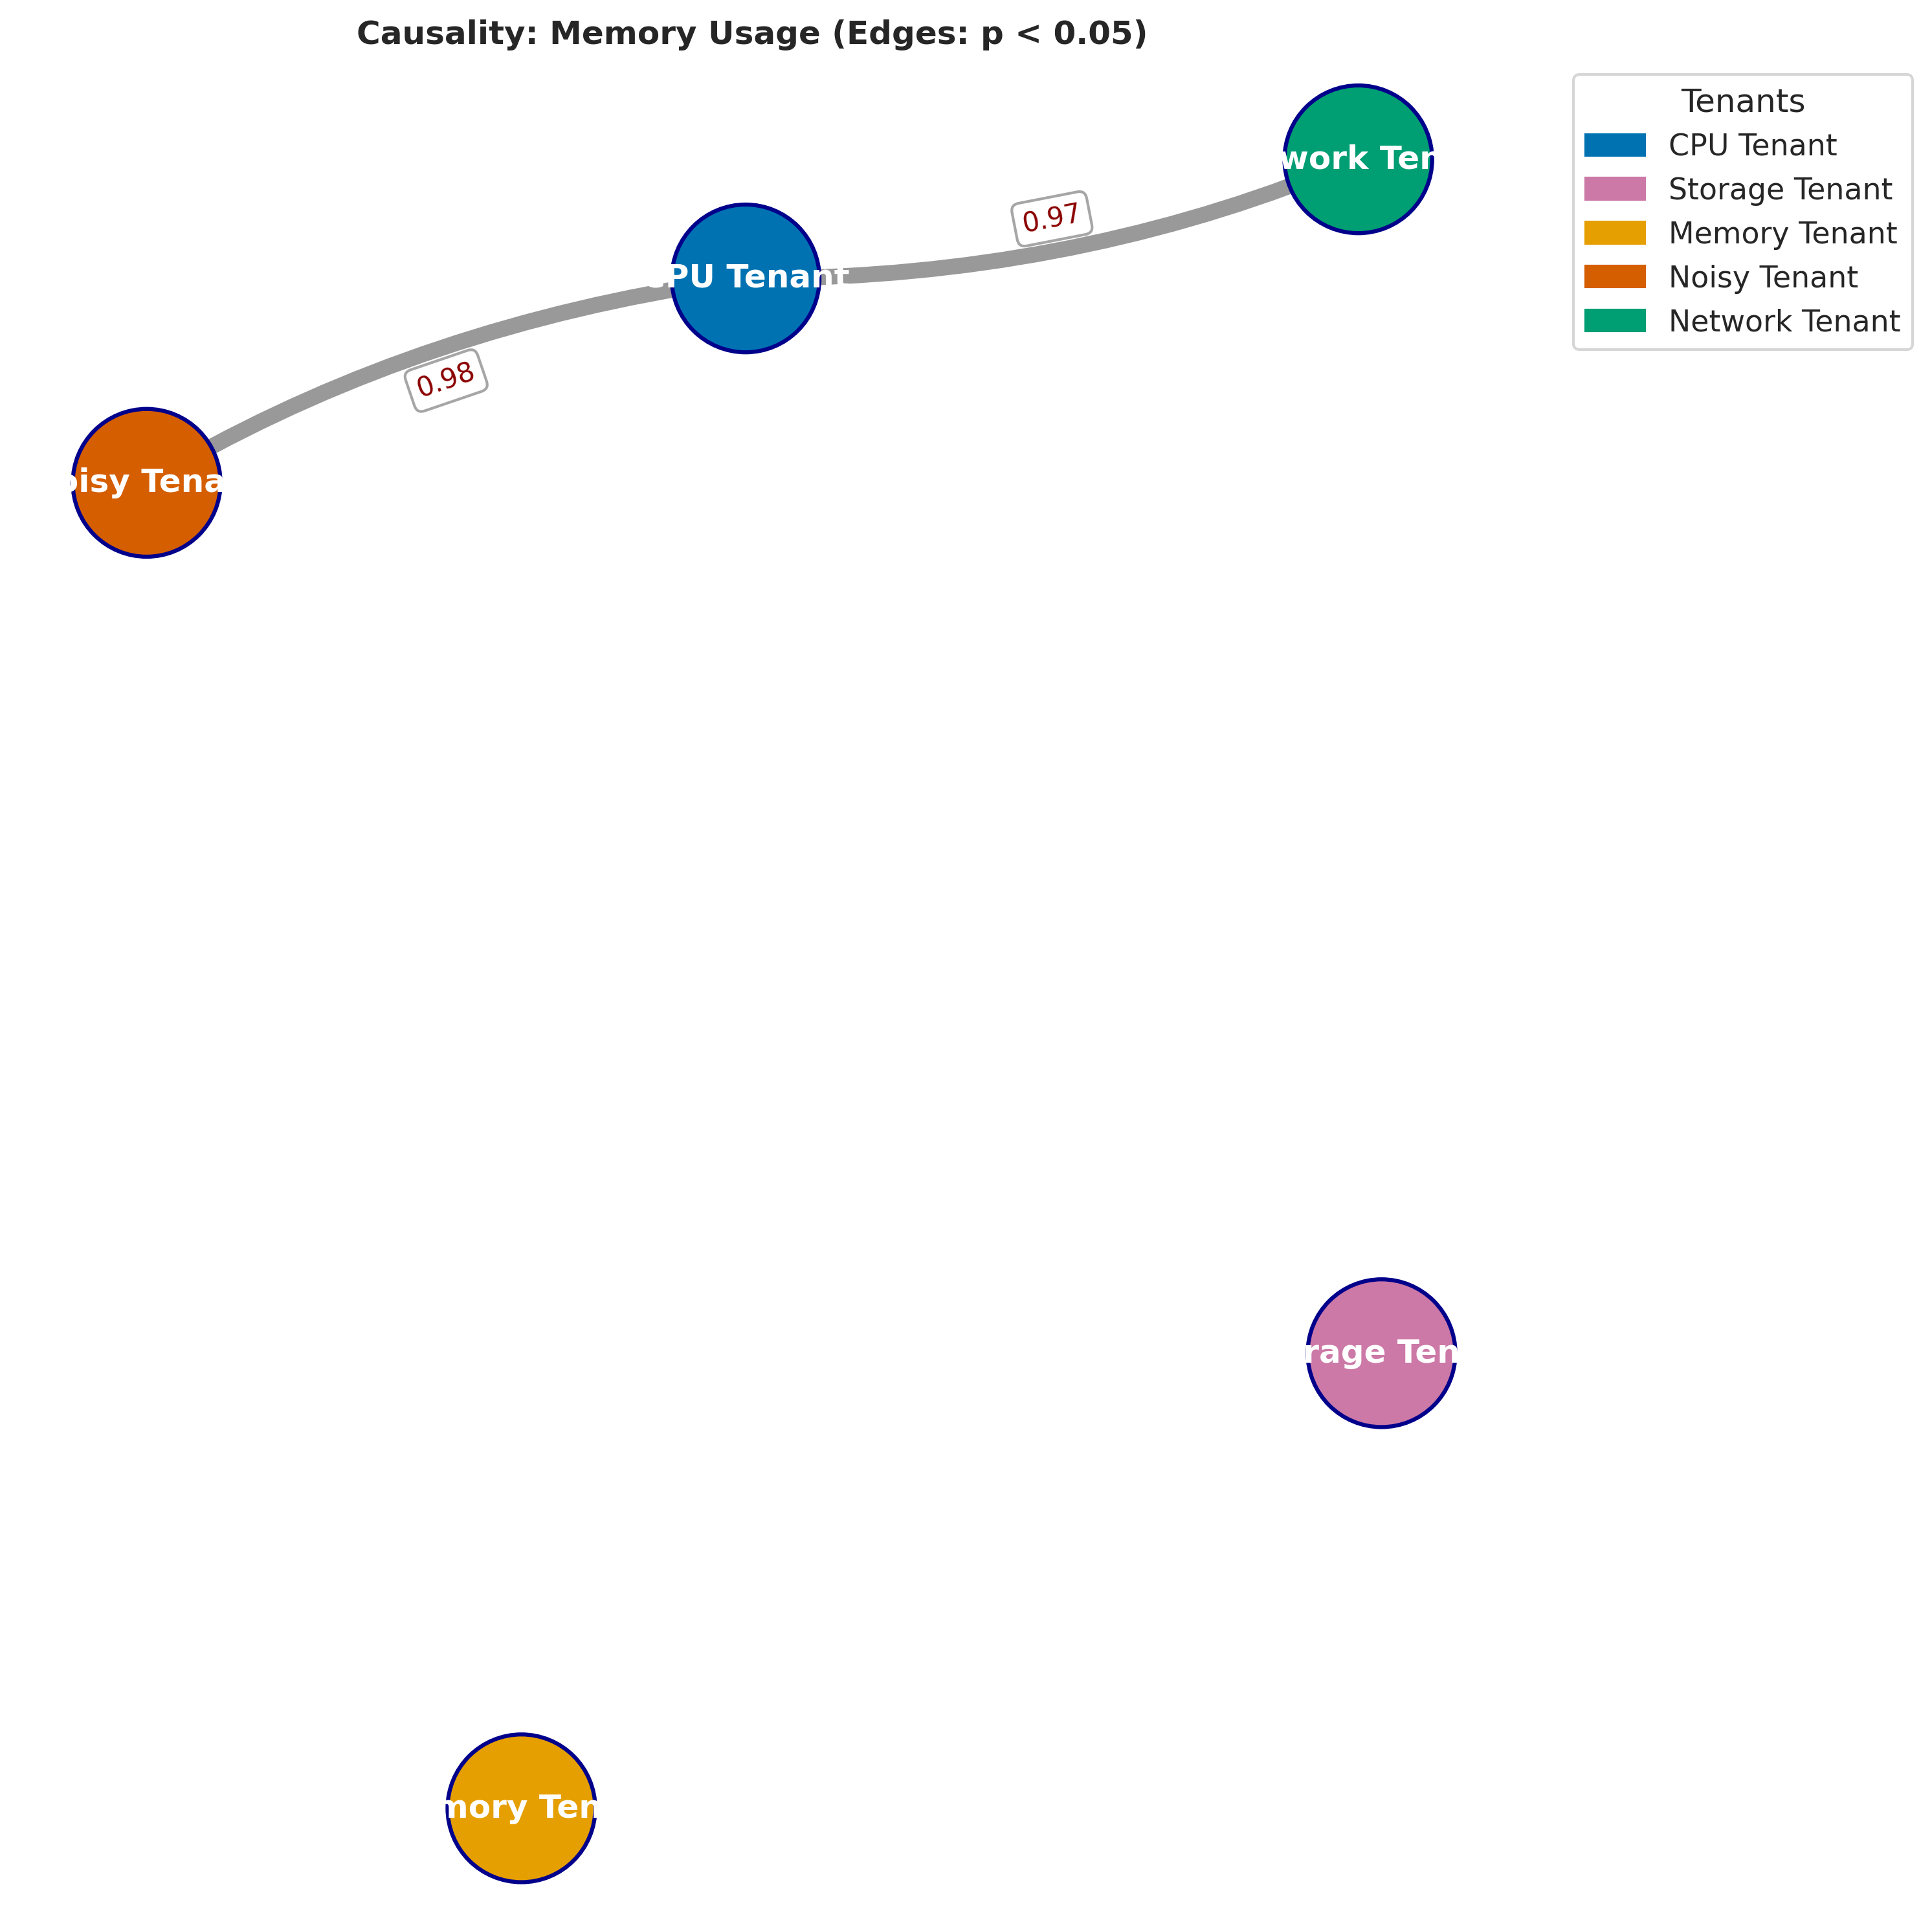 Causality: Memory Usage (Edges: p < 0.05)
Tenants
CPU Tenant
Storage Tenant
Memory Tenant
Noisy Tenant
Network Tenant
work Ten
0.97
CPU Tenant
0.98
oisy Tena
rage Ten
mory Ten